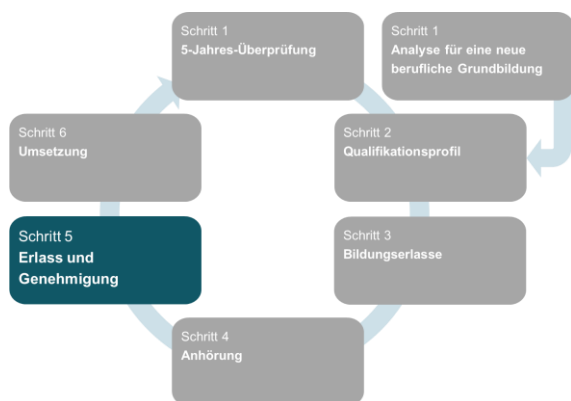 Schritt 1
5-Jahres-Überprüfung
Schritt 1
Analyse für eine neue
berufliche Grundbildung
Schritt 6
Umsetzung
Schritt 2
Qualifikationsprofil
Schritt 5
Erlass und
Genehmigung
Schritt 3
Bildungserlasse
Schritt 4
Anhörung